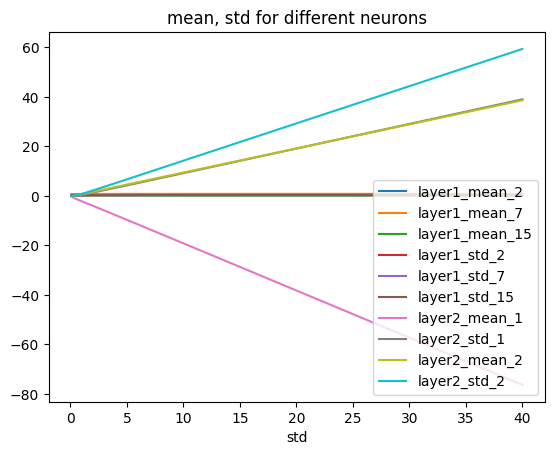 mean, std for different neurons
60
40
20
0
−20
−40
−60
−80
layer1_mean_2
layer1_mean_7
layer1_mean_15
layer1_std_2
layer1_std_7
layer1_std_15
layer2_mean_1
layer2_std_1
layer2_mean_2
layer2_std_2
0 5 10 15 20 25 30 35 40
std